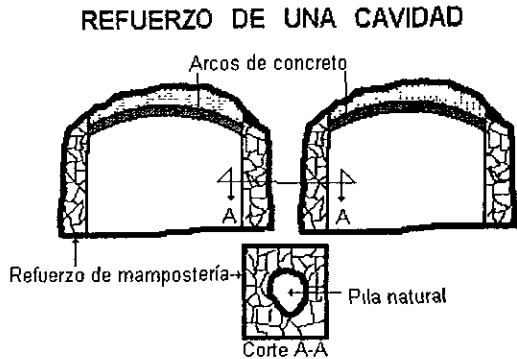 REFUERZO DE UNA CAVIDAD
Arcos de concreto
A A
Refuerzo de mampostería
Pila natural
Corte A-A